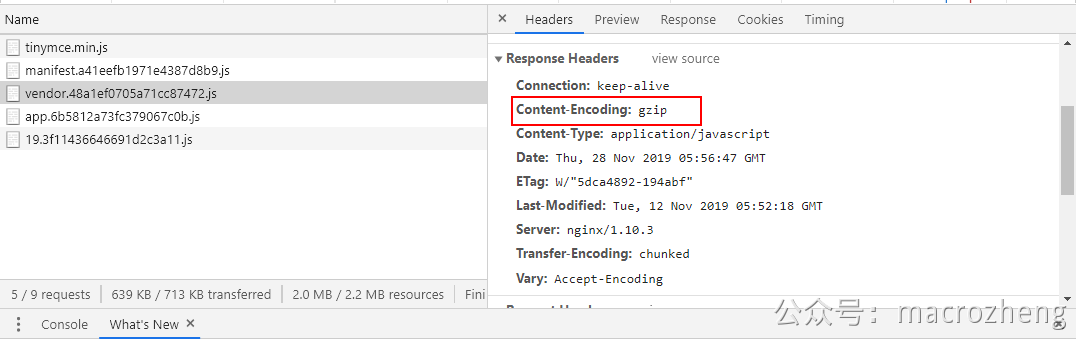 Name
tinymce.min.js
manifest.a41eefb1971e4387d8b9.js
vendor.48a1ef0705a71cc87472.js
app.6b5812a73fc379067c0b.js
19.3f11436646691d2c3a11.js
5 / 9 requests 639 KB / 713 KB transferred 2.0 MB / 2.2 MB resources Fini
× Headers Preview Response Cookies Timing
Response Headers view source
Connection: keep-alive
Content-Encoding: gzip
Content-Type: application/javascript
Date: Thu, 28 Nov 2019 05:56:47 GMT
ETag: W/"5dca4892-194abf"
Last-Modified: Tue, 12 Nov 2019 05:52:18 GMT
Server: nginx/1.10.3
Transfer-Encoding: chunked
Vary: Accept-Encoding
Console What's New ×
公众号：macrozheng